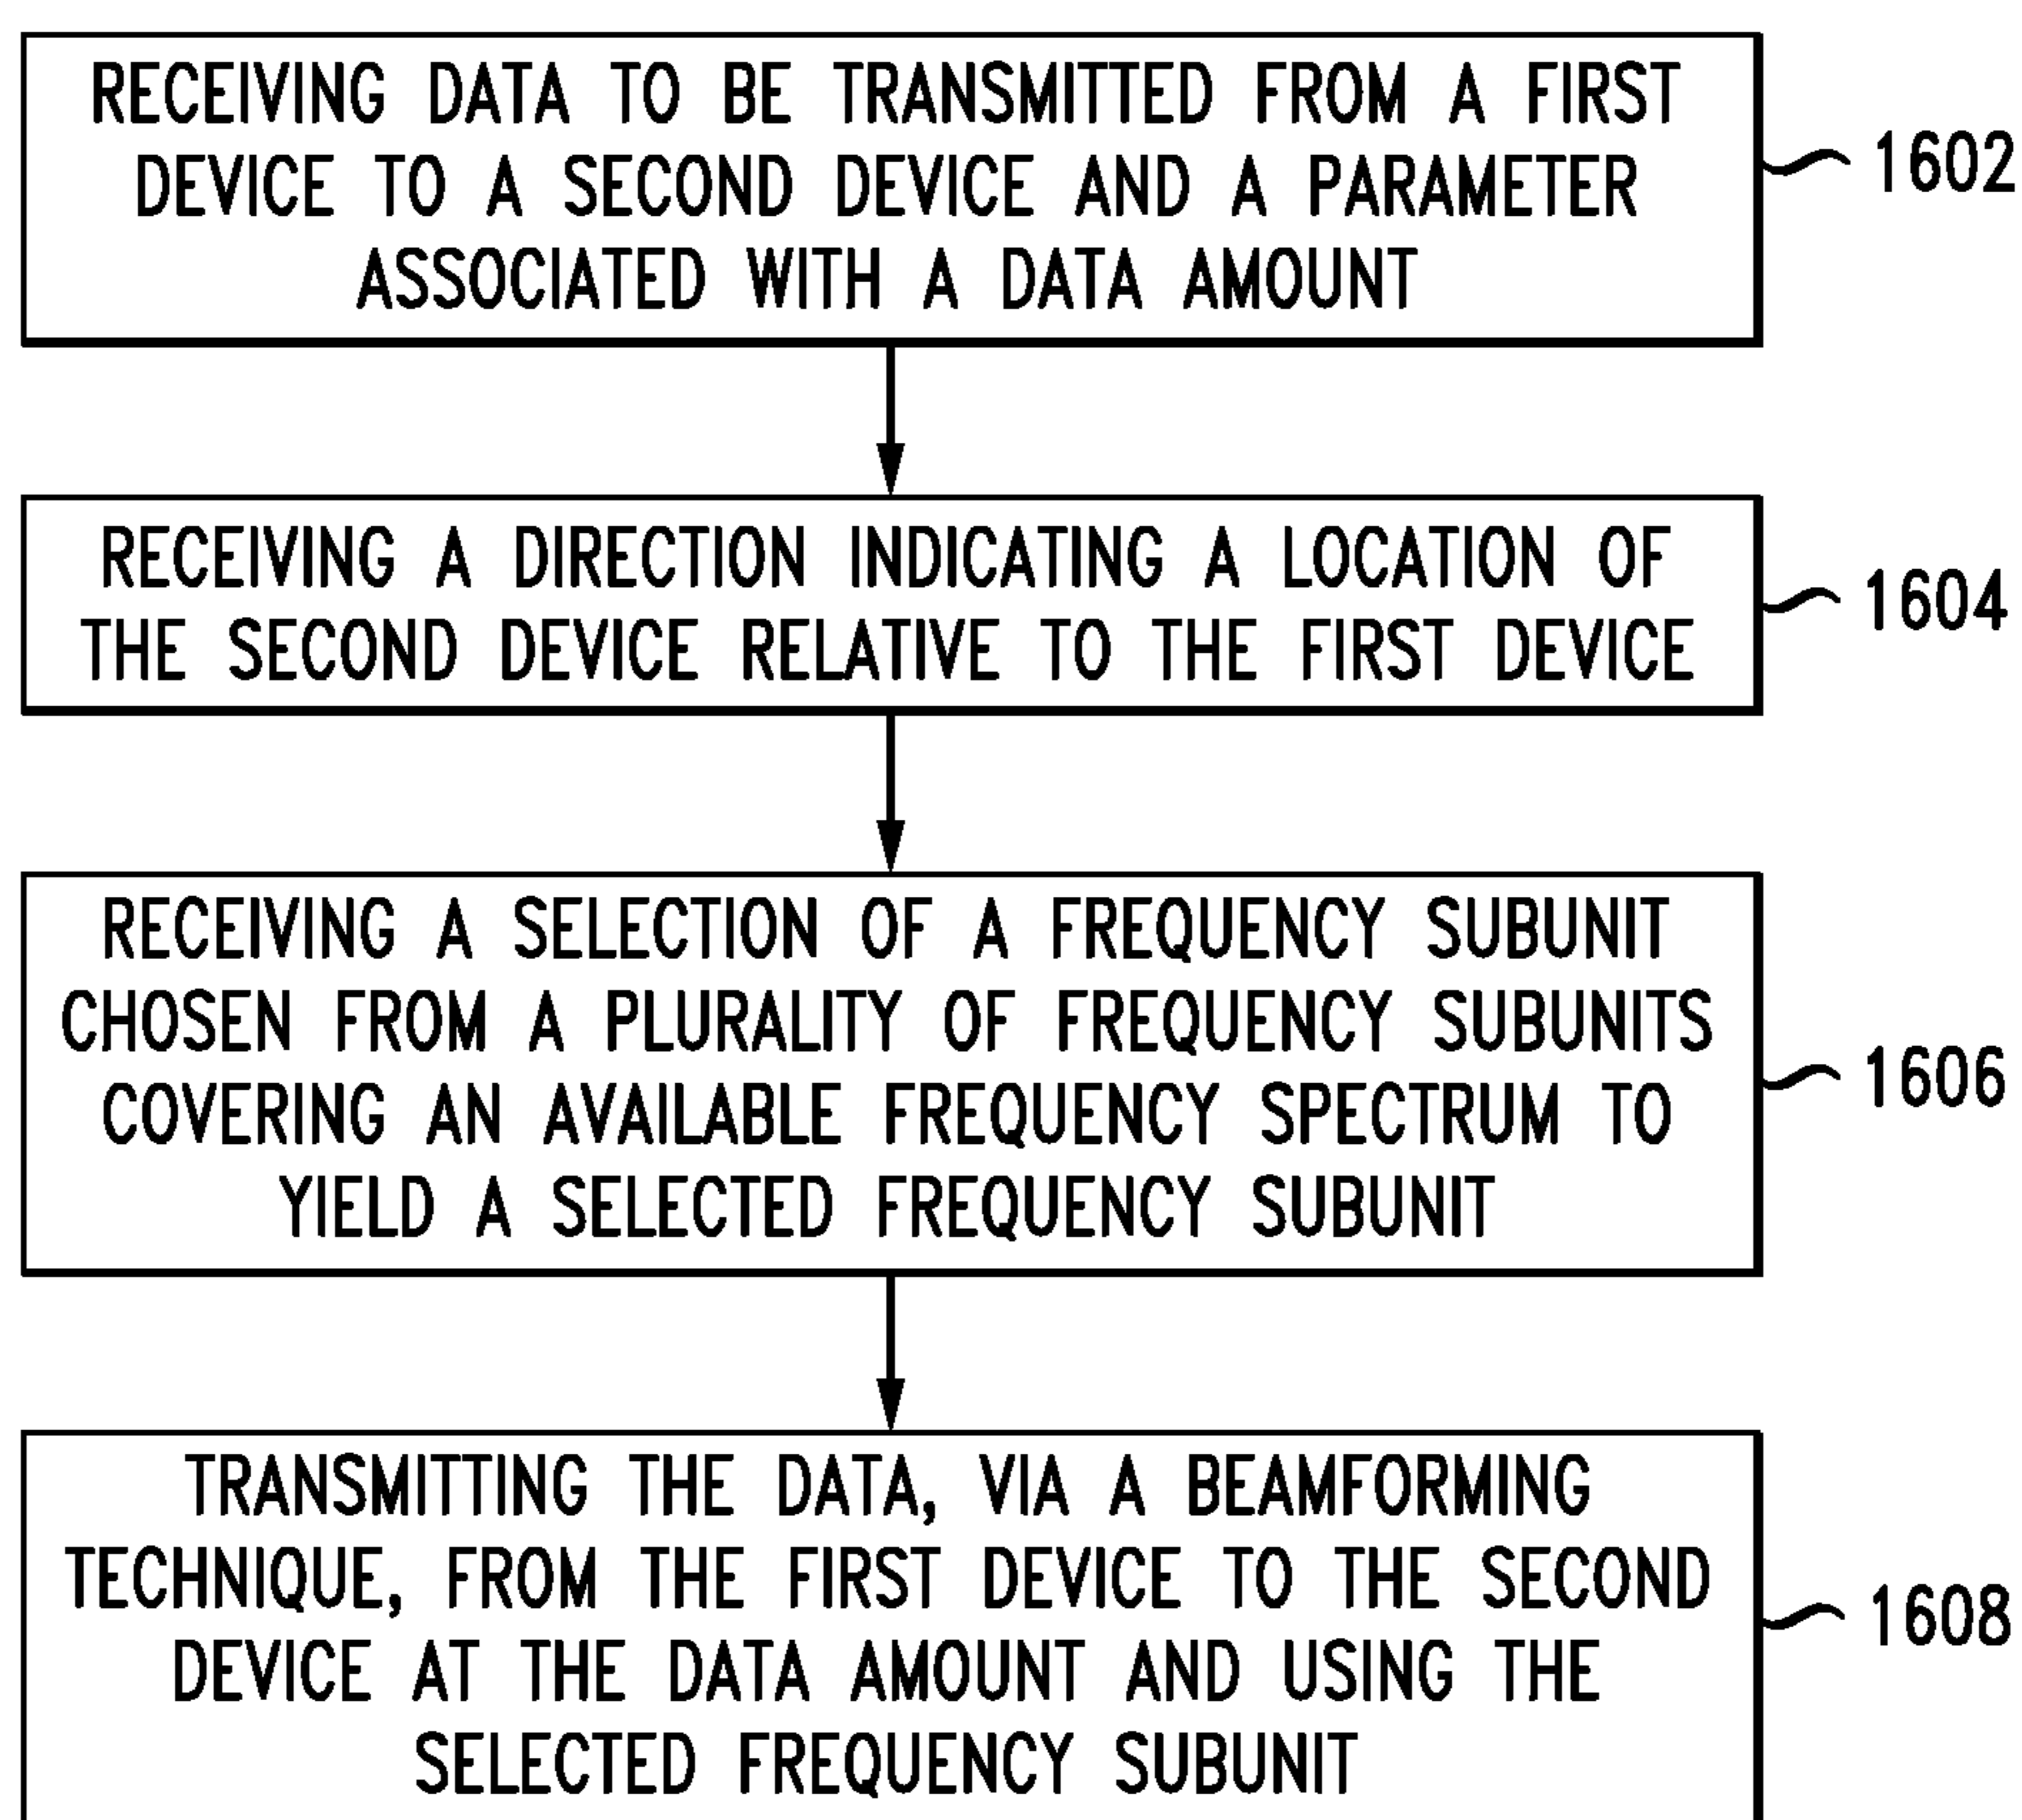 RECEIVING DATA TO BE TRANSMITTED FROM A FIRST
DEVICE TO A SECOND DEVICE AND A PARAMETER
ASSOCIATED WITH A DATA AMOUNT
1602
RECEIVING A DIRECTION INDICATING A LOCATION OF
THE SECOND DEVICE RELATIVE TO THE FIRST DEVICE
1604
RECEIVING A SELECTION OF A FREQUENCY SUBUNIT
CHOSEN FROM A PLURALITY OF FREQUENCY SUBUNITS
COVERING AN AVAILABLE FREQUENCY SPECTRUM TO
YIELD A SELECTED FREQUENCY SUBUNIT
1606
TRANSMITTING THE DATA, VIA A BEAMFORMING
TECHNIQUE, FROM THE FIRST DEVICE TO THE SECOND
DEVICE AT THE DATA AMOUNT AND USING THE
SELECTED FREQUENCY SUBUNIT
1608